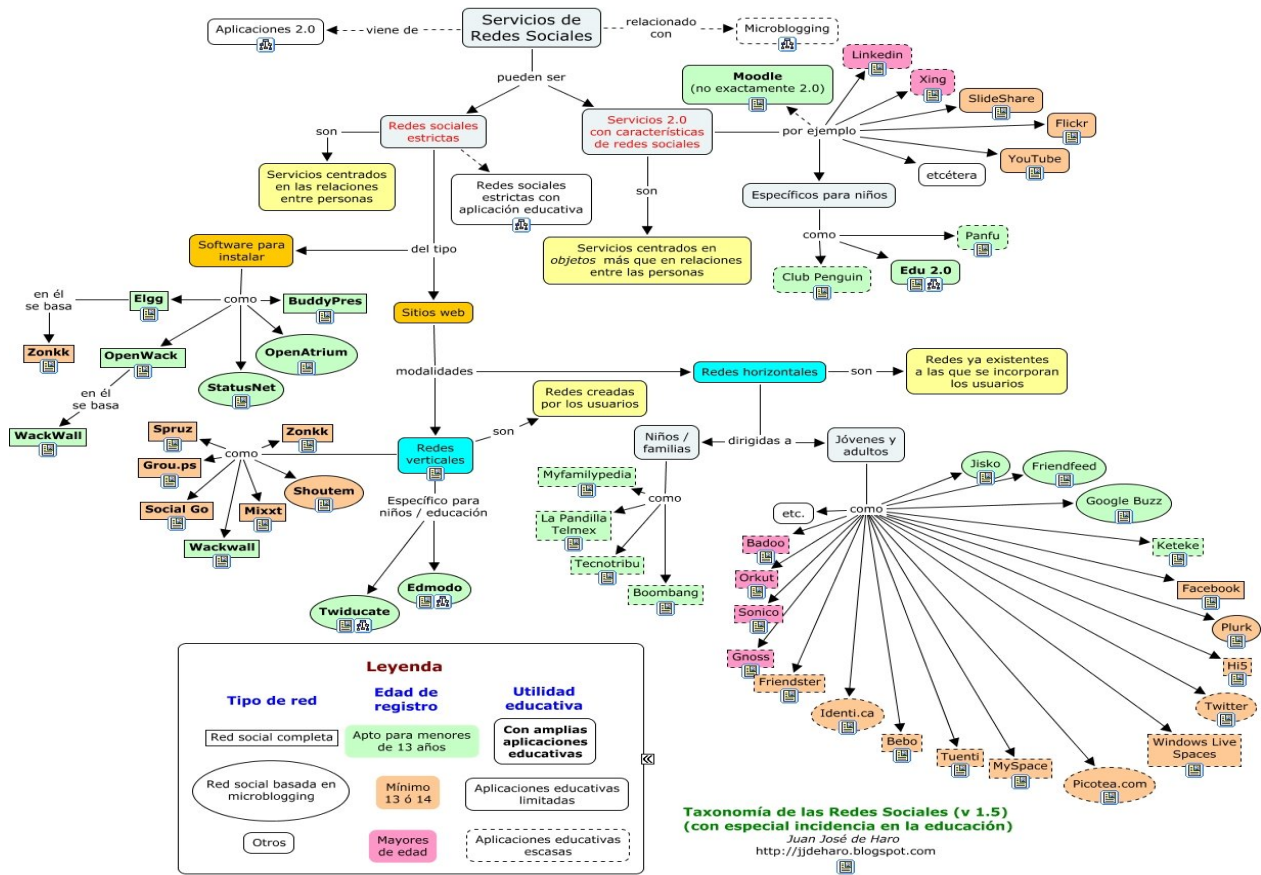 Servicios de
Redes Sociales
Aplicaciones 2.0
viene de
relacionado
con
Microblogging
pueden ser
Redes sociales
estrictas
son
Servicios centrados
en las relaciones
entre personas
Redes sociales
estrictas con
aplicación educativa
Servicios 2.0
con características
de redes sociales
son
Servicios centrados en
objetos más que en relaciones
entre las personas
por ejemplo
Moodle
(no exactamente 2.0)
Linkedin
Xing
SlideShare
Flickr
YouTube
etcétera
Específicos para niños
como
Panfu
Club Penguin
Edu 2.0
del tipo
Software para
instalar
como
Elgg
BuddyPres
en él
se basa
Zonkk
OpenWack
OpenAtrium
StatusNet
en él
se basa
WackWall
Sitios web
modalidades
Redes horizontales
son
Redes ya existentes
a las que se incorporan
los usuarios
Redes creadas
por los usuarios
son
Redes
verticales
como
Spruz
Zonkk
Grou.ps
Shoutem
Social Go
Mixxt
Wackwall
Específico para
niños / educación
Edmodo
Twiducate
dirigidas a
Niños /
familias
como
Myfamilypedia
La Pandilla
Telmex
Tecnotribu
Boombang
Jóvenes y
adultos
como
etc.
Jisko
Friendfeed
Google Buzz
Keteke
Facebook
Plurk
Hi5
Twitter
Windows Live
Spaces
Picotea.com
MySpace
Tuenti
Bebo
Identi.ca
Friendster
Gnoss
Sonico
Orkut
Badoo
Leyenda
Tipo de red
Edad de
registro
Utilidad
educativa
Red social completa
Apto para menores
de 13 años
Con amplias
aplicaciones
educativas
Red social basada en
microblogging
Mínimo
13 ó 14
Aplicaciones educativas
limitadas
Otros
Mayores
de edad
Aplicaciones educativas
escasas
Taxonomía de las Redes Sociales (v 1.5)
(con especial incidencia en la educación)
Juan José de Haro
http://jjdeharo.blogspot.com